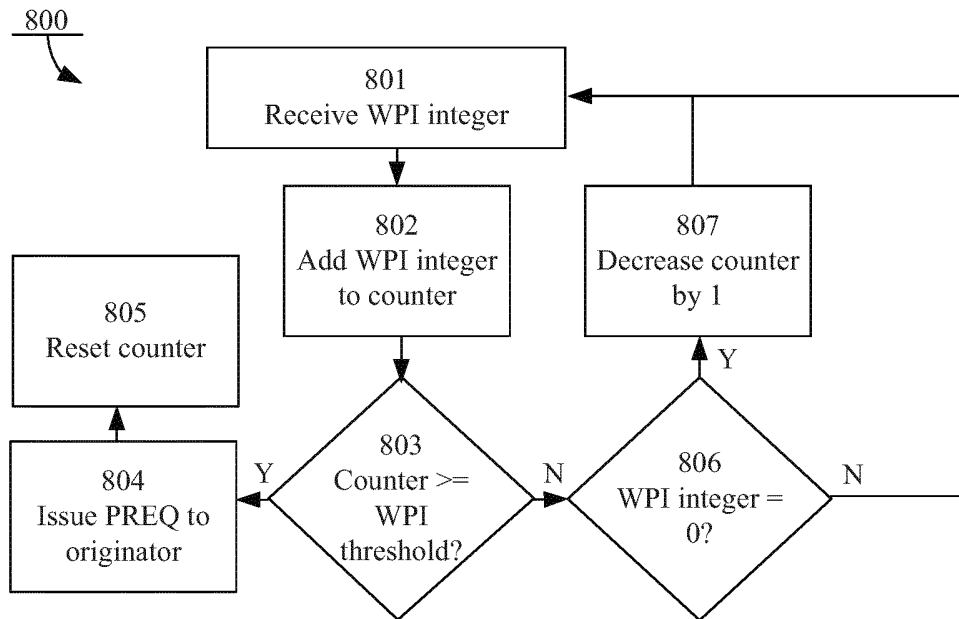 800
801
Receive WPI integer
802
Add WPI integer
to counter
807
Decrease counter
by 1
805
Reset counter
Y
803
Counter >=
WPI
threshold?
Y
N
804
Issue PREQ to
originator
806
WPI integer =
0?
N